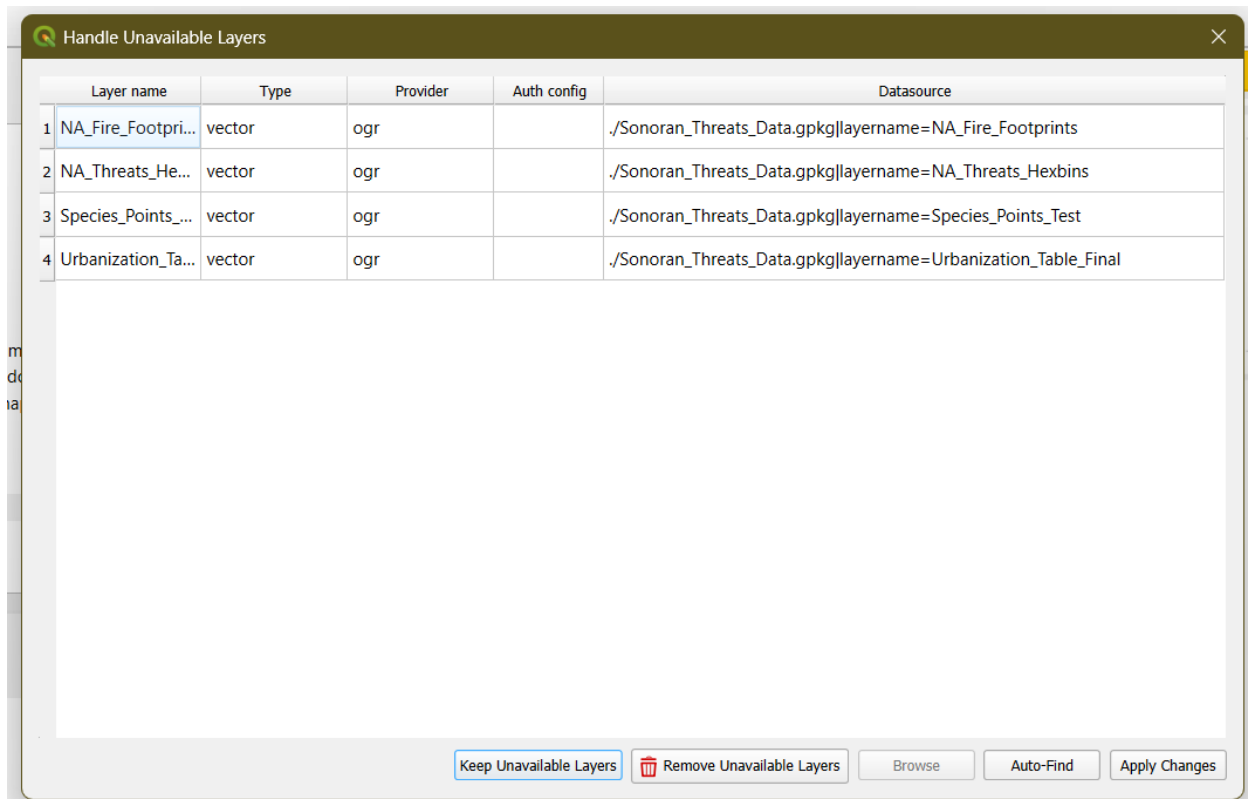 Handle Unavailable Layers
Layer name Type Provider Auth config Datasource
1 NA_Fire_Footpri... vector ogr ./Sonoran_Threats_Data.gpkg|layername=NA_Fire_Footprints
2 NA_Threats_He... vector ogr ./Sonoran_Threats_Data.gpkg|layername=NA_Threats_Hexbins
3 Species_Points_... vector ogr ./Sonoran_Threats_Data.gpkg|layername=Species_Points_Test
4 Urbanization_Ta... vector ogr ./Sonoran_Threats_Data.gpkg|layername=Urbanization_Table_Final
Keep Unavailable Layers Remove Unavailable Layers Browse Auto-Find Apply Changes